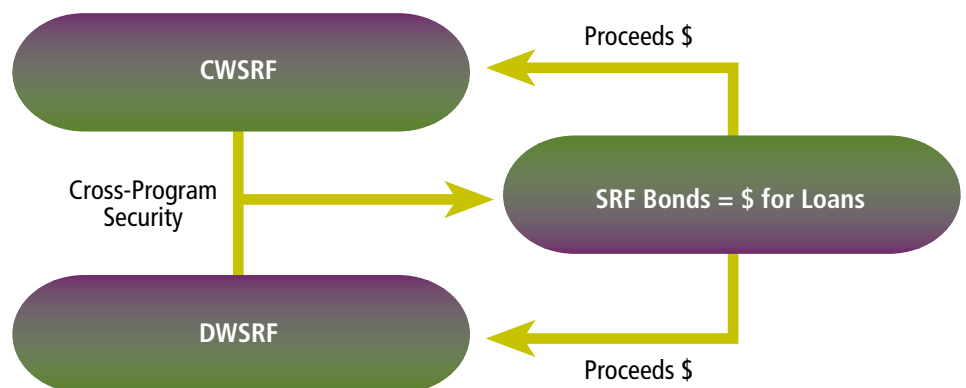 Proceeds $
CWSRF
Cross-Program
Security
SRF Bonds = $ for Loans
DWSRF
Proceeds $